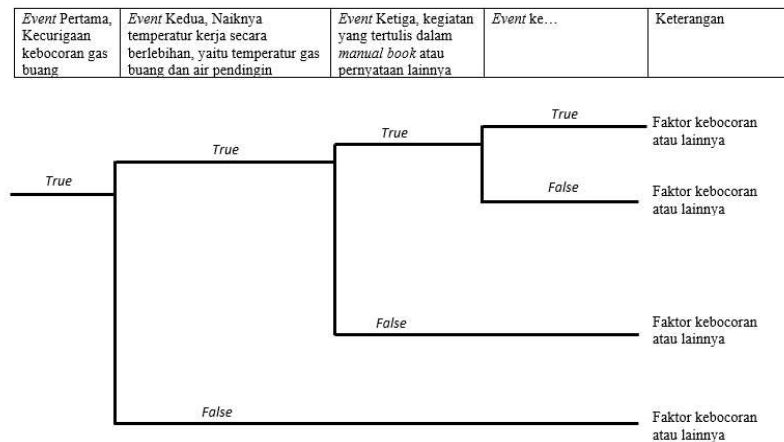 Event Pertama,
Kecurigaan
kebocoran gas
buang
Event Kedua, Naiknya
temperatur kerja secara
berlebihan, yaitu temperatur gas
buang dan air pendingin
Event Ketiga, kegiatan
yang tertulis dalam
manual book atau
pernyataan lainnya
Event ke…
Keterangan
True
True
True
True
Faktor kebocoran
atau lainnya
False
Faktor kebocoran
atau lainnya
False
Faktor kebocoran
atau lainnya
False
Faktor kebocoran
atau lainnya